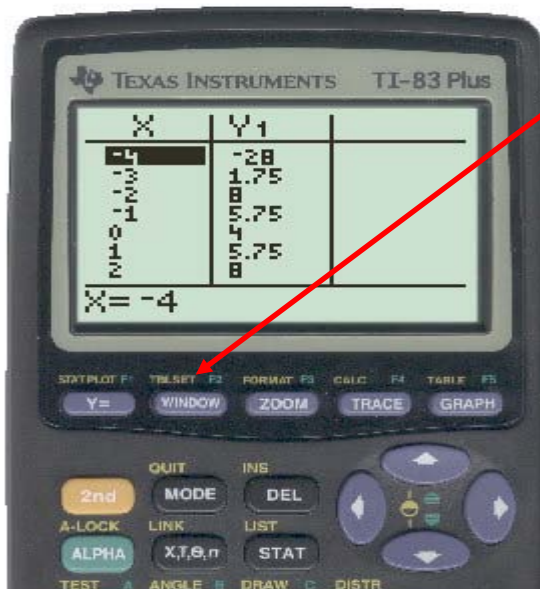 TEXAS INSTRUMENTS TI-83 Plus
X Y1
-4 -28
-3 1.75
-2 8
-1 5.75
0 4
1 5.75
2 8
X= -4
STAT PLOT F1 TBLSET F2 FORMAT F3 CALC F4 TABLE F5
Y= WINDOW ZOOM TRACE GRAPH
QUIT INS
2nd MODE DEL
A-LOCK LINK LIST
ALPHA X,T,Θ,n STAT
TEST A ANGLE B DRAW C DISTR